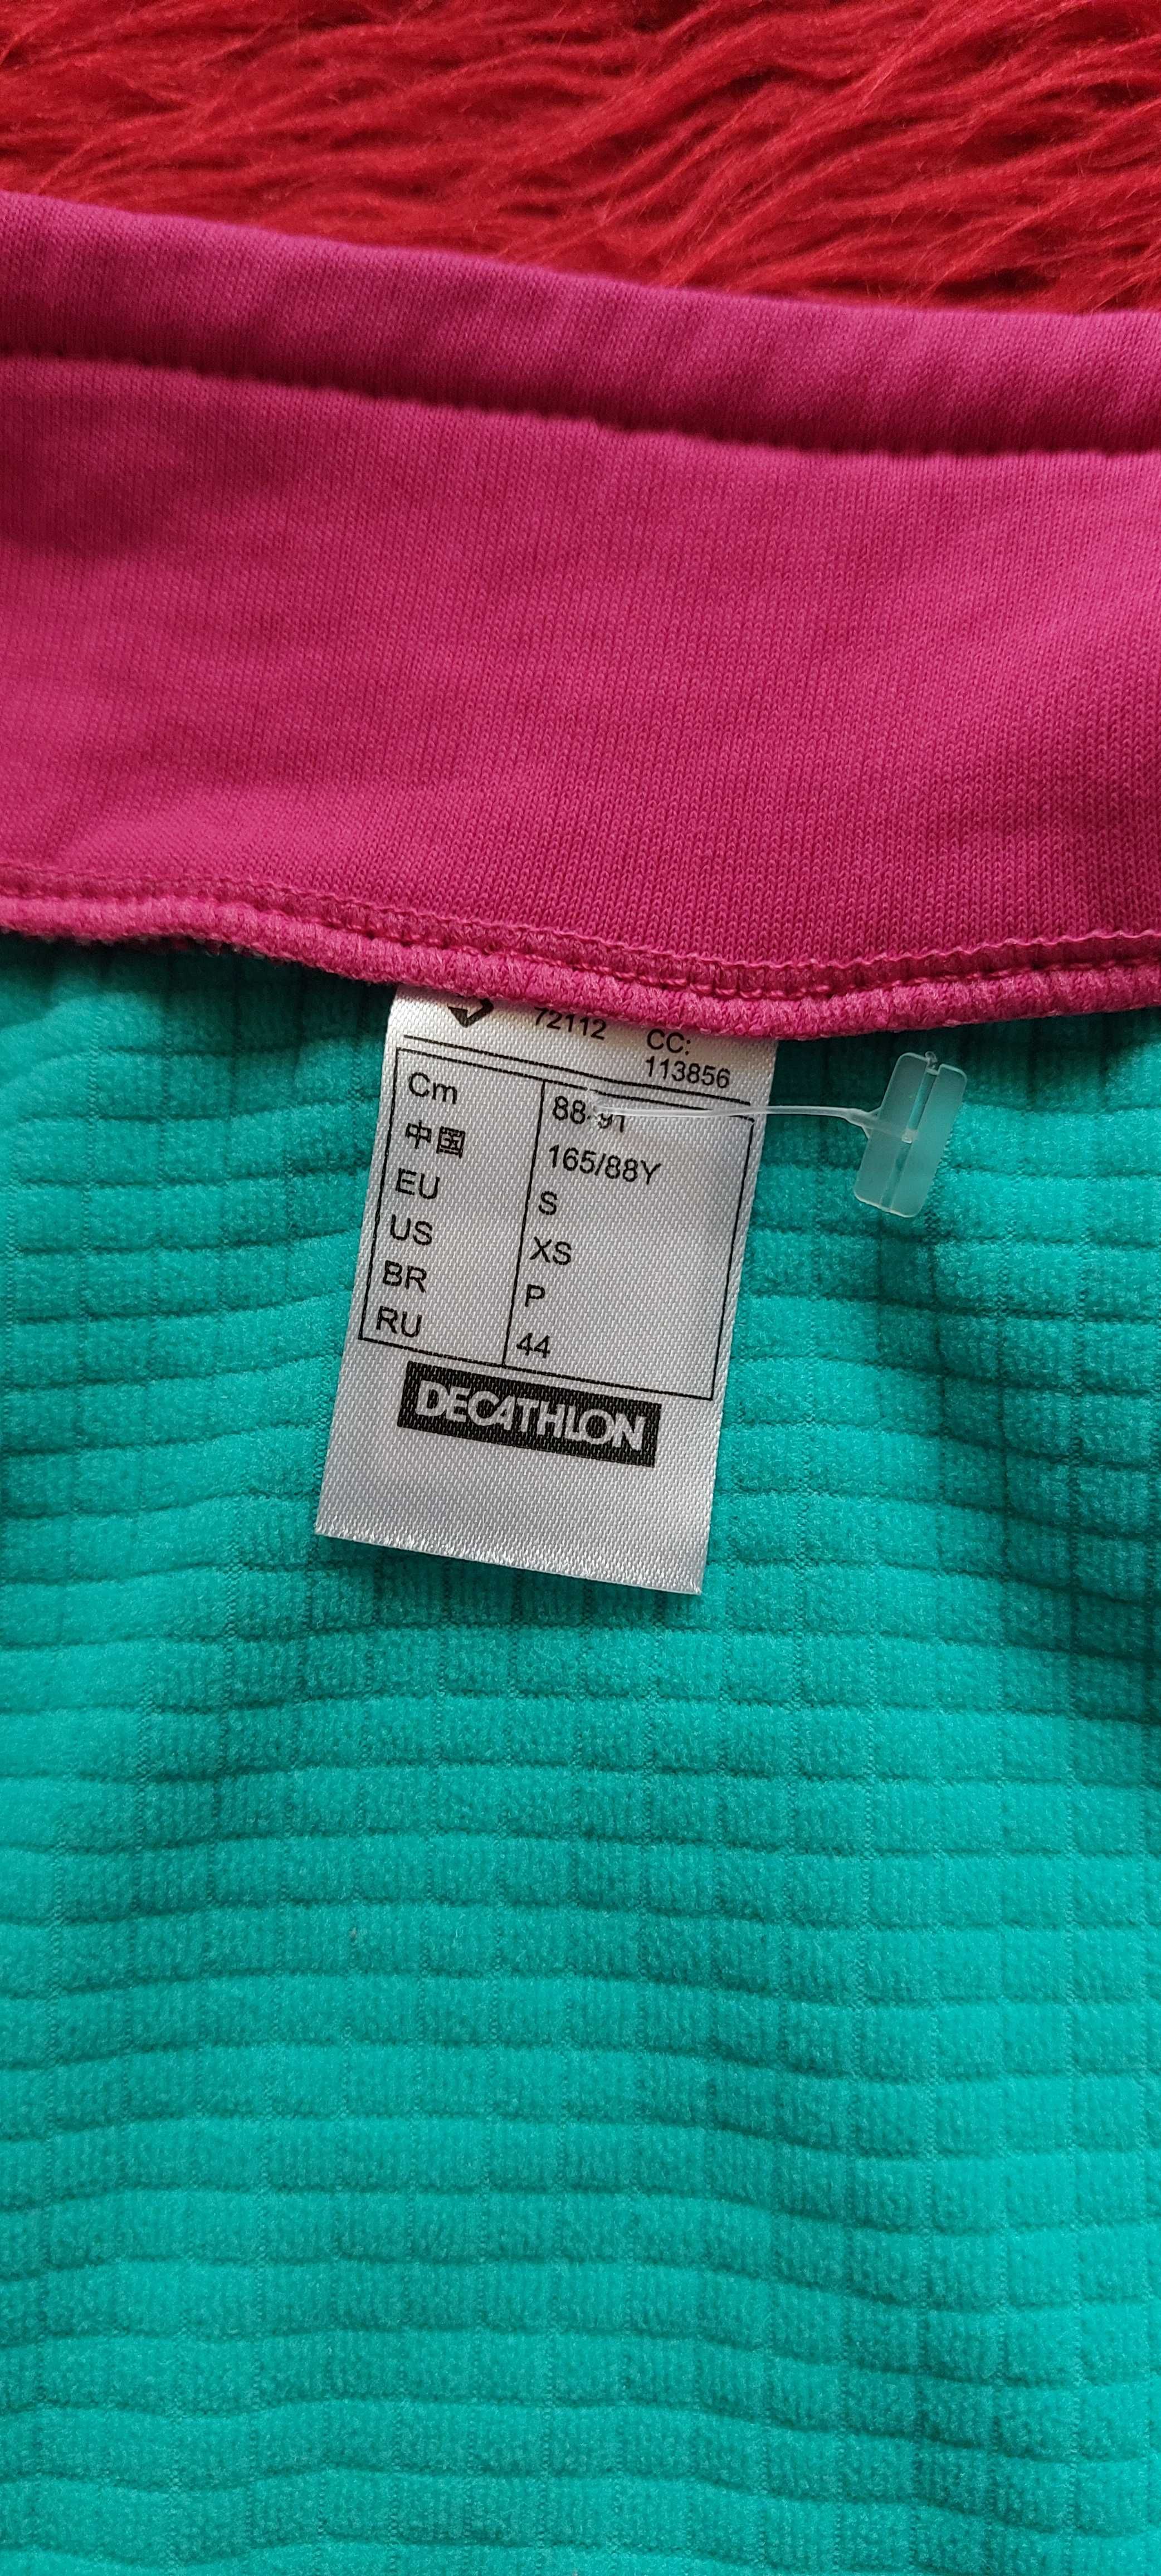 72112 CC:
113856
Cm 88-91
中国 165/88Y
EU S
US XS
BR P
RU 44
DECATHLON